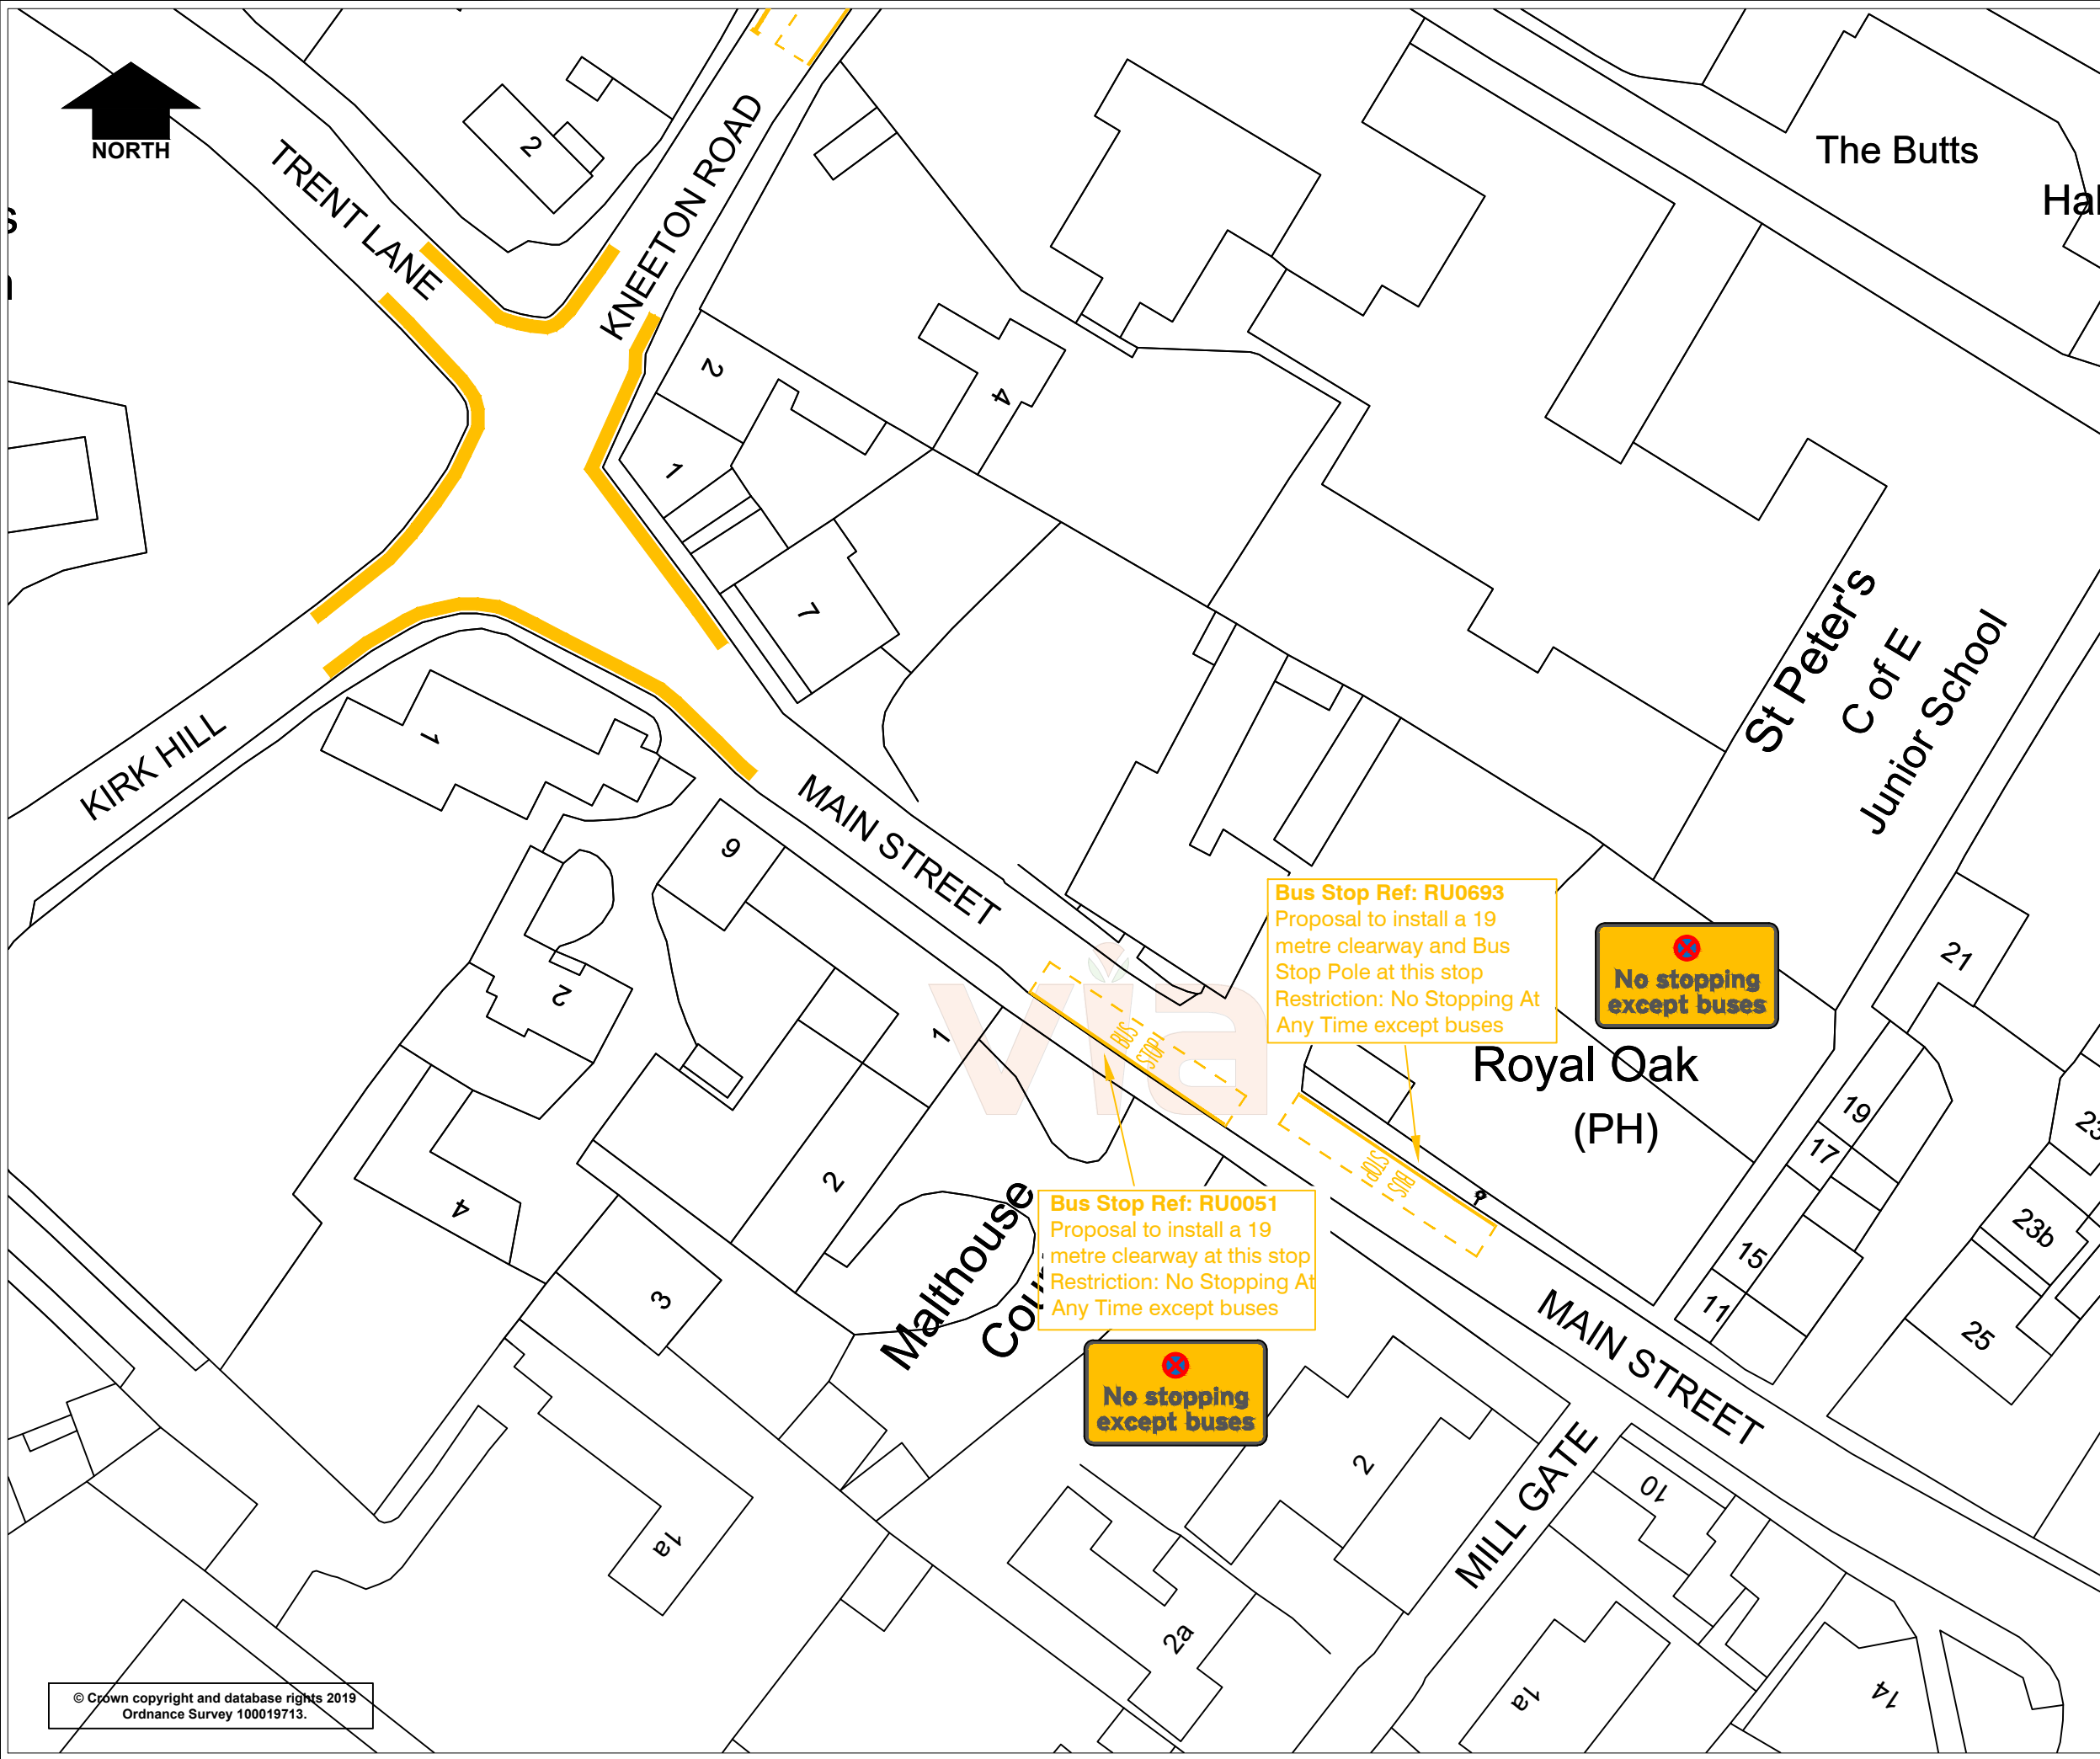 NORTH
TRENT LANE
KNEETON ROAD
The Butts
2
2
1
4
7
St Peter's
C of E
Junior School
KIRK HILL
1
MAIN STREET
9
2
Bus Stop Ref: RU0693
Proposal to install a 19
metre clearway and Bus
Stop Pole at this stop
Restriction: No Stopping At
Any Time except buses
No stopping
except buses
21
via
BUS
STOP
1
Royal Oak
(PH)
19
17
BUS
STOP
2
4
3
Malthouse
Bus Stop Ref: RU0051
Proposal to install a 19
metre clearway at this stop
Restriction: No Stopping At
Any Time except buses
No stopping
except buses
23b
15
11
25
MAIN STREET
2
MILL GATE
10
1a
2a
1a
14
© Crown copyright and database rights 2019
Ordnance Survey 100019713.